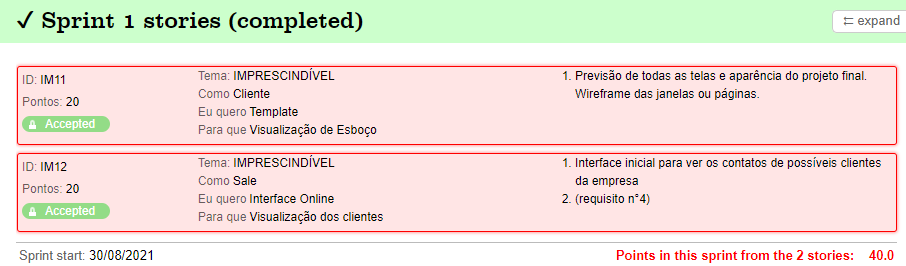 ✓ Sprint 1 stories (completed)
expand
ID: IM11
Pontos: 20
Accepted
Tema: IMPRESCINDÍVEL
Como Cliente
Eu quero Template
Para que Visualização de Esboço
1. Previsão de todas as telas e aparência do projeto final.
Wireframe das janelas ou páginas.
ID: IM12
Pontos: 20
Accepted
Tema: IMPRESCINDÍVEL
Como Sale
Eu quero Interface Online
Para que Visualização dos clientes
1. Interface inicial para ver os contatos de possíveis clientes
da empresa
2. (requisito n°4)
Sprint start: 30/08/2021
Points in this sprint from the 2 stories: 40.0